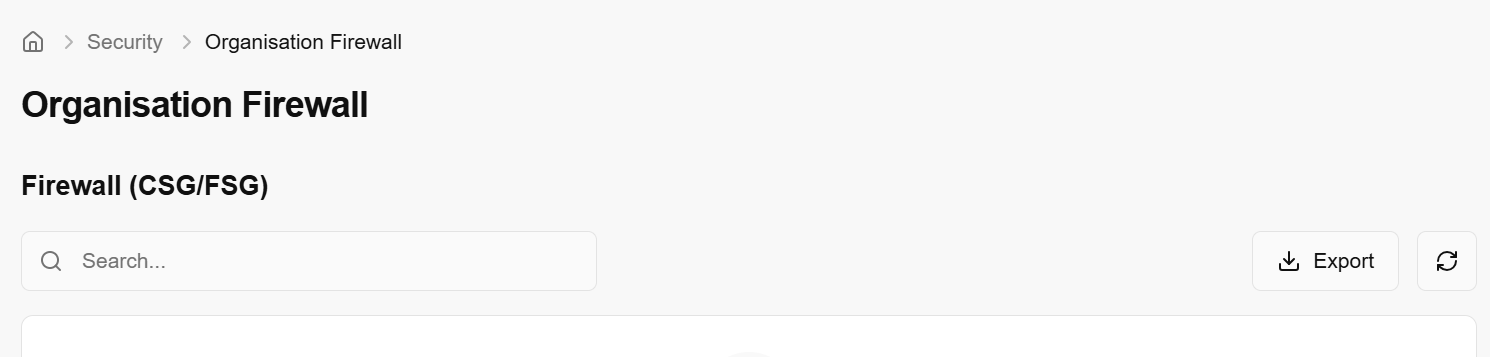 Security Organisation Firewall
Organisation Firewall
Firewall (CSG/FSG)
Search... Export